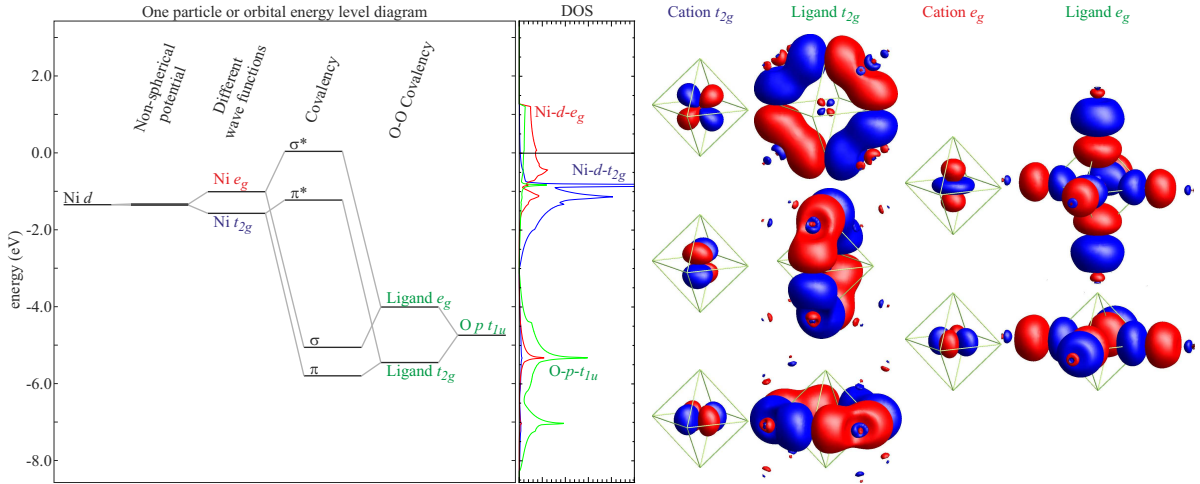 One particle or orbital energy level diagram
DOS
Cation t2g
Ligand t2g
Cation eg
Ligand eg
Non-spherical
potential
Different
wave functions
Covalency
O-O Covalency
energy (eV)
2.0
0.0
-2.0
-4.0
-6.0
-8.0
Ni d
Ni eg
Ni t2g
σ*
π*
σ
π
Ligand eg
Ligand t2g
O p t1u
Ni-d-eg
Ni-d-t2g
O-p-t1u